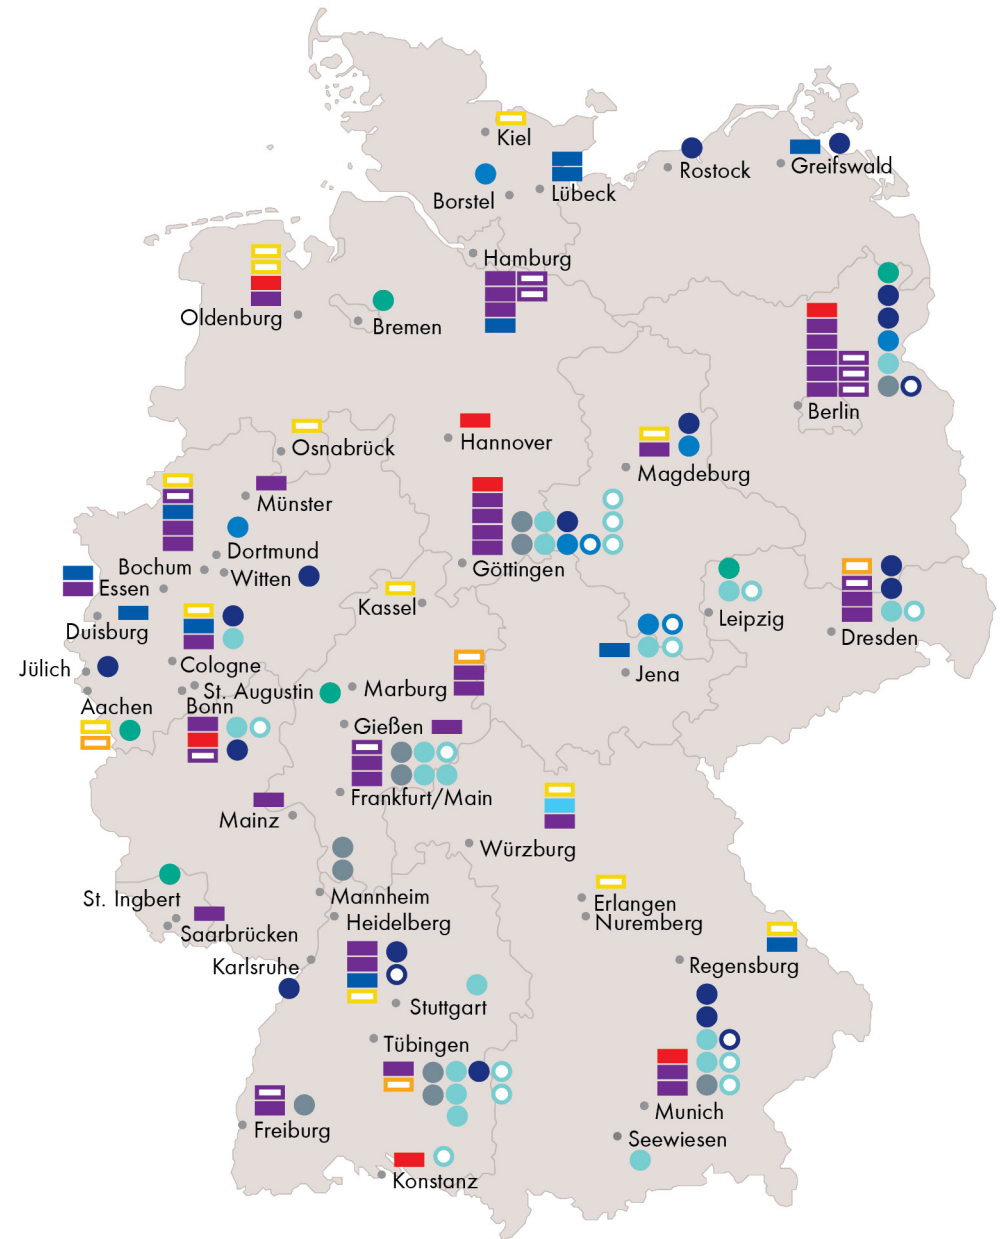 Kiel
Rostock
Greifswald
Borstel
Lübeck
Hamburg
Oldenburg
Bremen
Berlin
Osnabrück
Hannover
Magdeburg
Münster
Dortmund
Bochum
Witten
Göttingen
Essen
Kassel
Leipzig
Duisburg
Dresden
Cologne
Jülich
Jena
St. Augustin
Marburg
Aachen
Bonn
Gießen
Frankfurt/Main
Mainz
Würzburg
St. Ingbert
Mannheim
Erlangen
Heidelberg
Nuremberg
Saarbrücken
Karlsruhe
Regensburg
Stuttgart
Tübingen
Munich
Freiburg
Seewiesen
Konstanz